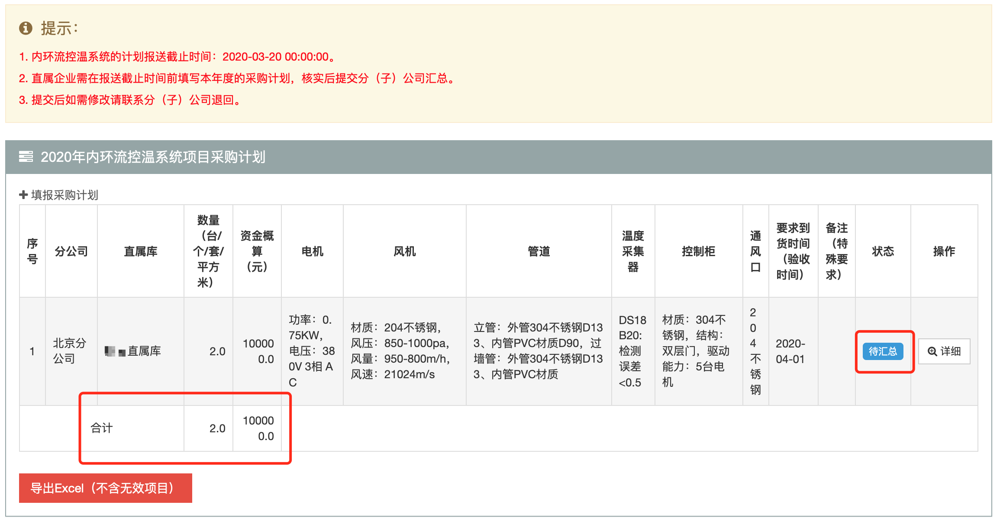 提示：
1. 内环流控温系统的计划报送截止时间：2020-03-20 00:00:00。
2. 直属企业需在报送截止时间前填写本年度的采购计划，核实后提交分（子）公司汇总。
3. 提交后如需修改请联系分（子）公司退回。
2020年内环流控温系统项目采购计划
填报采购计划
序
号
分公司
直属库
数量
（台/
个/套/
平方
米）
资金概
算
（元）
电机
风机
管道
温度
采集
器
控制柜
通
风
口
要求到
货时间
（验收
时间）
备注
（特
殊要
求）
状态
操作
1
北京分
公司
直属库
2.0
10000
0.0
功率：0.
75KW，
电压：38
0V 3相 A
C
材质：204不锈钢，
风压：850-1000pa，
风量：950-800m/h，
风速：21024m/s
立管：外管304不锈钢D13
3、内管PVC材质D90，过
墙管：外管304不锈钢D13
3、内管PVC材质
DS18
B20:
检测
误差
<0.5
材质：304不
锈钢，结构：
双层门，驱动
能力：5台电
机
2
0
4
不
锈
钢
2020-
04-01
待汇总
详细
合计
2.0
10000
0.0
导出Excel（不含无效项目）